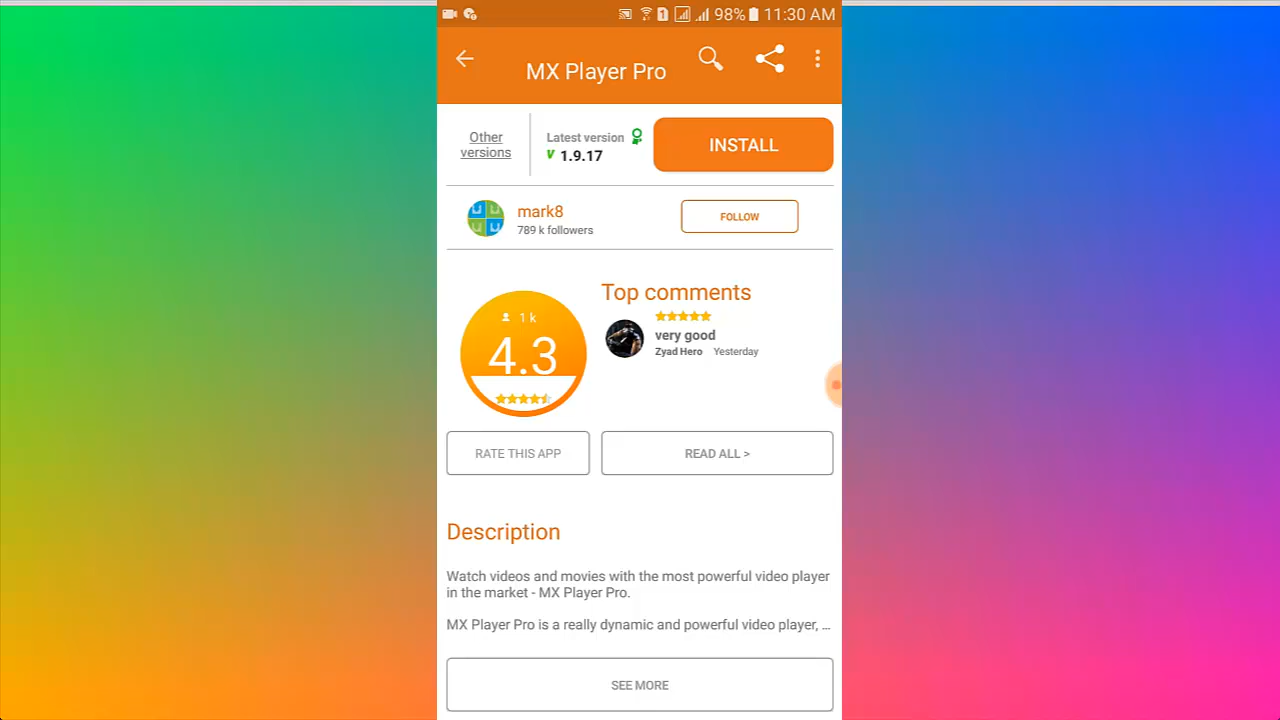 98% 11:30 AM
MX Player Pro
Other
versions
Latest version
v 1.9.17
INSTALL
mark8
789 k followers
FOLLOW
1 k
4.3
Top comments
very good
Zyad Hero Yesterday
RATE THIS APP
READ ALL >
Description
Watch videos and movies with the most powerful video player
in the market - MX Player Pro.
MX Player Pro is a really dynamic and powerful video player, ...
SEE MORE